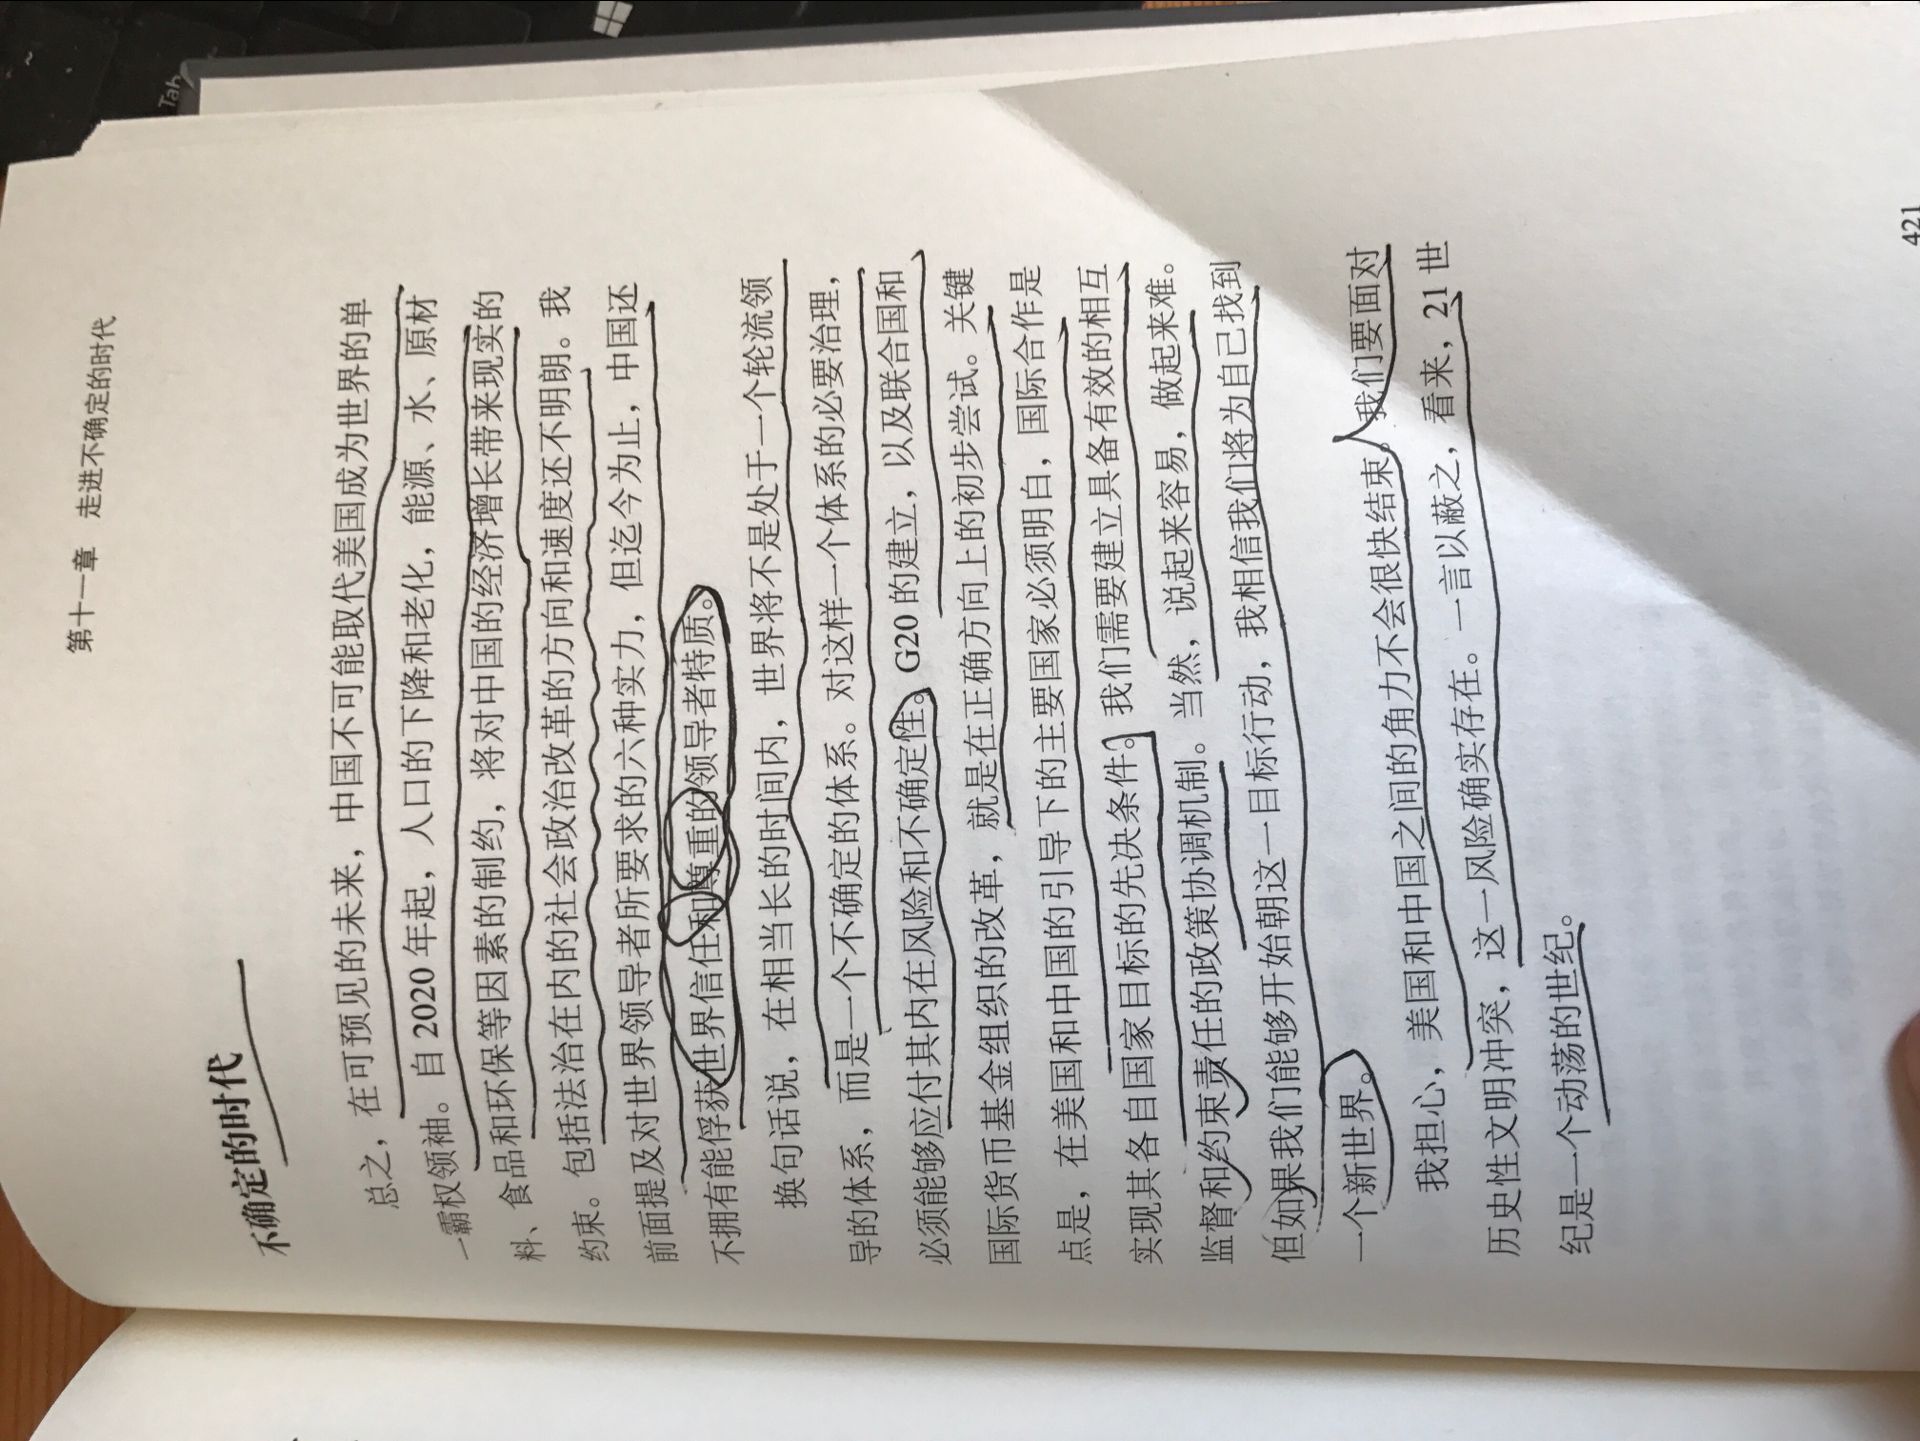 Tab
第十一章 走进不确定的时代
不确定的时代
总之，在可预见的未来，中国不可能取代美国成为世界的单
一霸权领袖。自 2020 年起，人口的下降和老化，能源、水、原材
料、食品和环保等因素的制约，将对中国的经济增长带来现实的
约束。包括法治在内的社会政治改革的方向和速度还不明朗。我
前面提及对世界领导者所要求的六种实力，但迄今为止，中国还
不拥有能俘获世界信任和尊重的领导者特质。
换句话说，在相当长的时间内，世界将不是处于一个轮流领
导的体系，而是一个不确定的体系。对这样一个体系的必要治理，
必须能够应付其内在风险和不确定性。G20 的建立，以及联合国和
国际货币基金组织的改革，就是在正确方向上的初步尝试。关键
点是，在美国和中国的引导下的主要国家必须明白，国际合作是
实现其各自国家目标的先决条件。我们需要建立具备有效的相互
监督和约束责任的政策协调机制。当然，说起来容易，做起来难。
但如果我们能够开始朝这一目标行动，我相信我们将为自己找到
一个新世界。
我担心，美国和中国之间的角力不会很快结束。我们要面对
历史性文明冲突，这一风险确实存在。一言以蔽之，看来，21 世
纪是一个动荡的世纪。
421